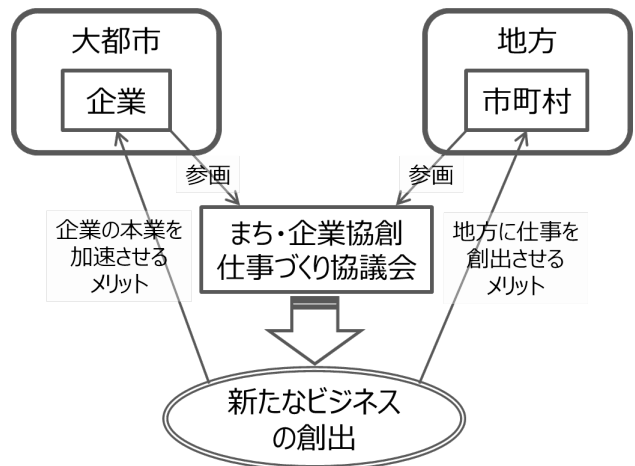 大都市
企業
地方
市町村
参画
参画
企業の本業を
加速させる
メリット
まち・企業協創
仕事づくり協議会
地方に仕事を
創出させる
メリット
新たなビジネス
の創出